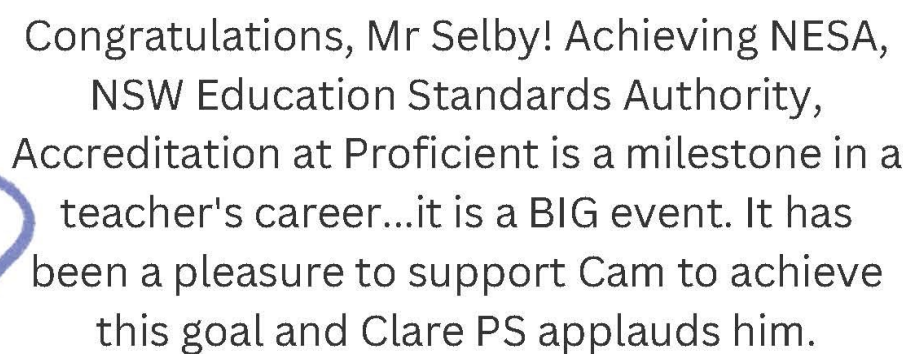 Congratulations, Mr Selby! Achieving NESA,
NSW Education Standards Authority,
Accreditation at Proficient is a milestone in a
teacher's career...it is a BIG event. It has
been a pleasure to support Cam to achieve
this goal and Clare PS applauds him.